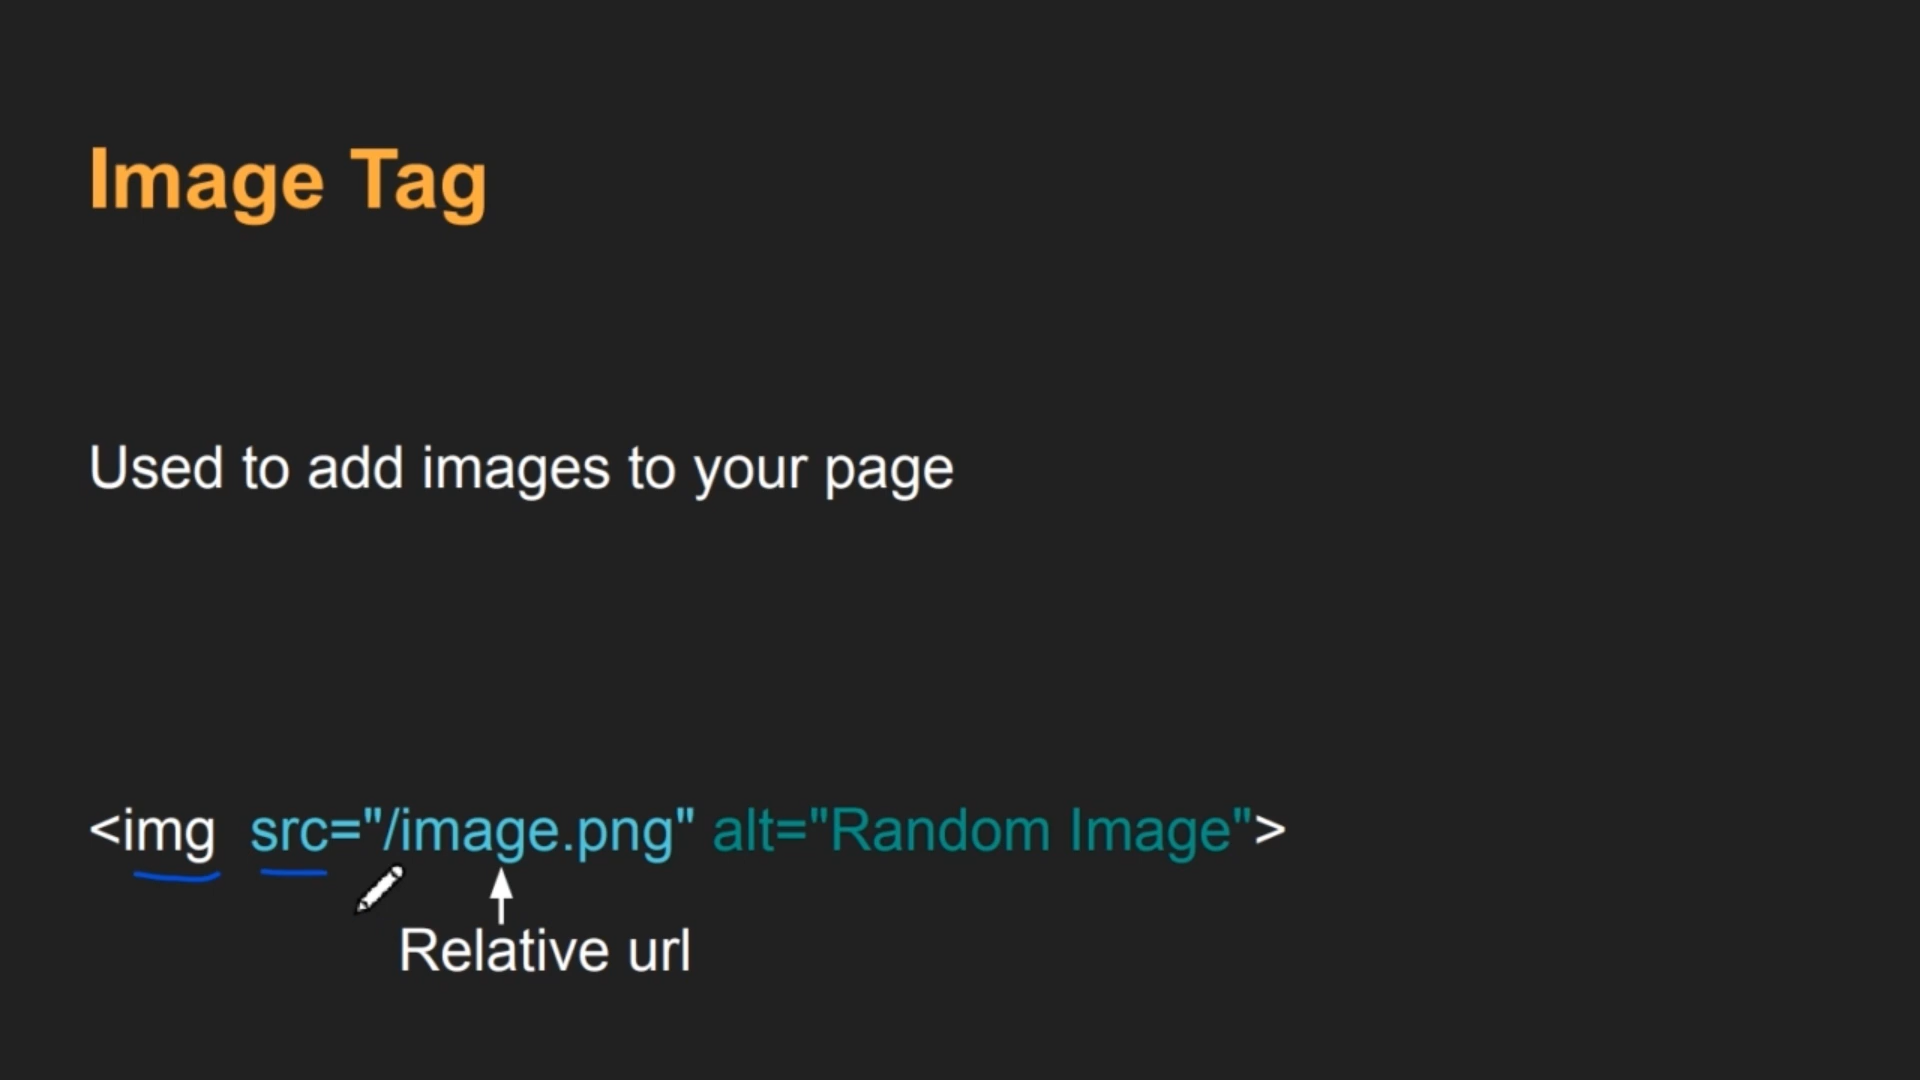 Image Tag
Used to add images to your page
<img  src="/image.png" alt="Random Image">
Relative url